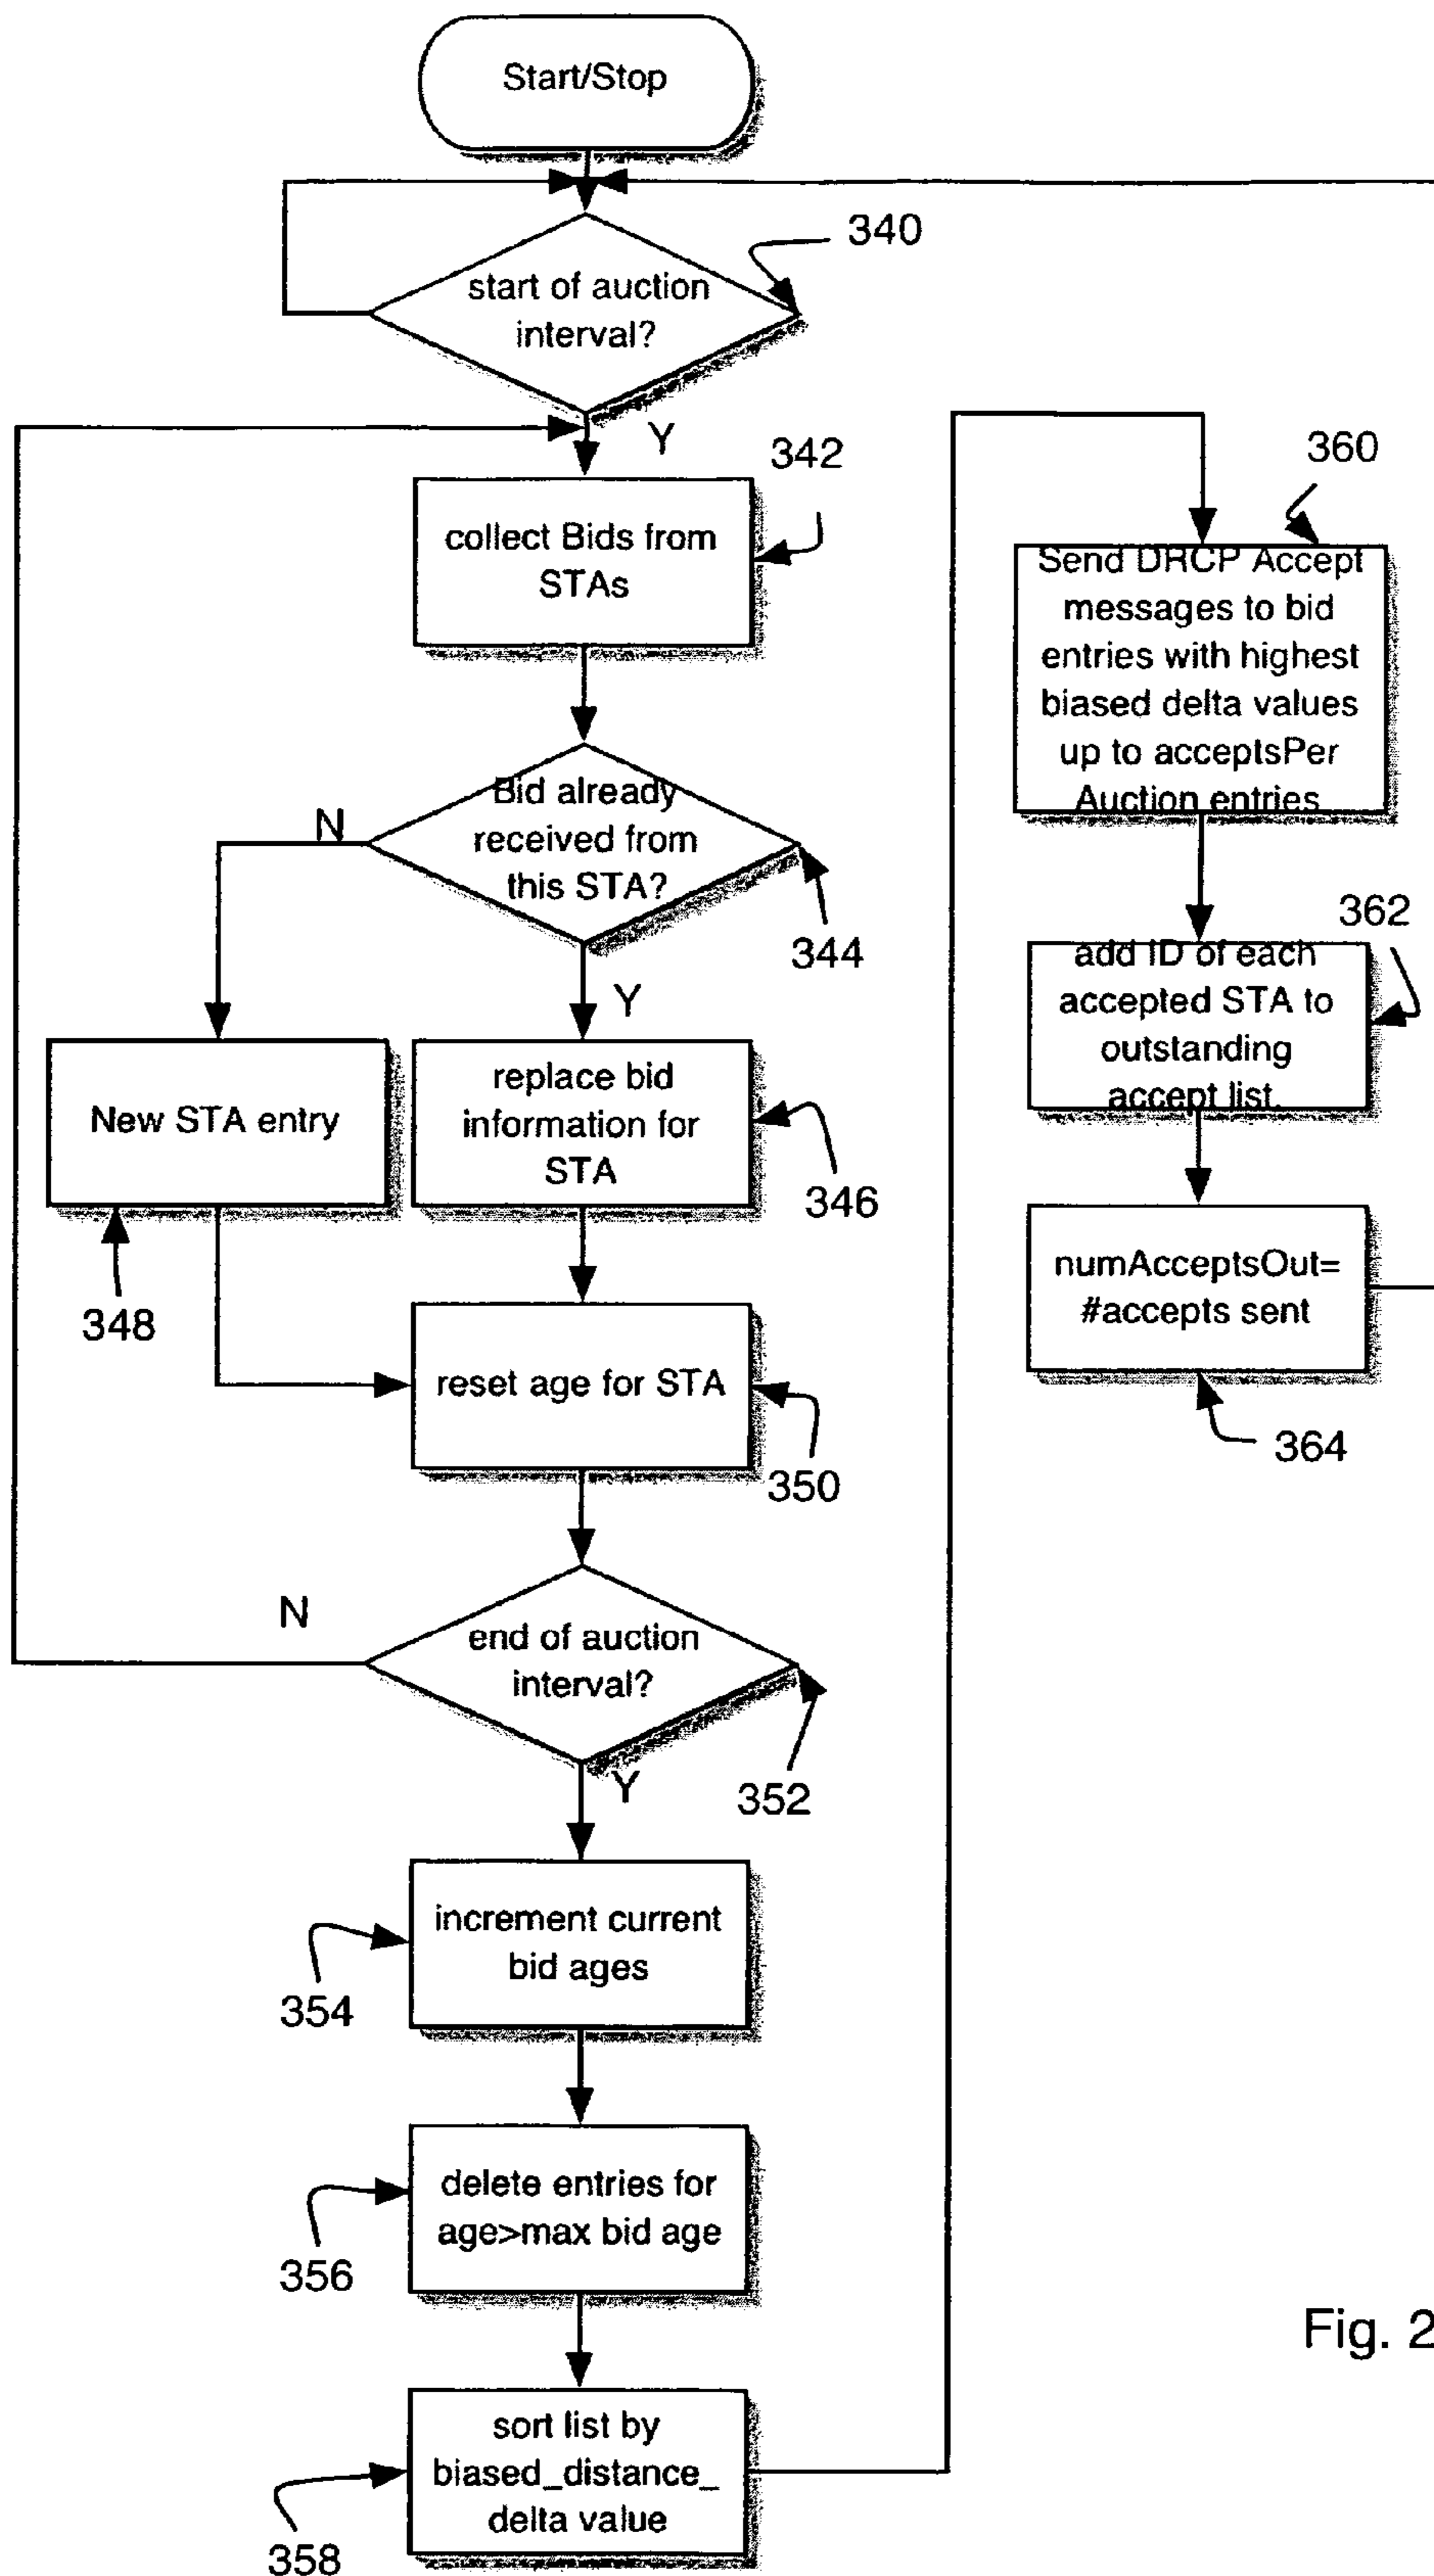 Start/Stop
start of auction
interval?
340
Y
collect Bids from
STAs
342
Bid already
received from
this STA?
344
N
Y
New STA entry
348
replace bid
information for
STA
346
reset age for STA
350
end of auction
interval?
352
N
Y
increment current
bid ages
354
delete entries for
age>max bid age
356
sort list by
biased_distance_
delta value
358
360
Send DRCP Accept
messages to bid
entries with highest
biased delta values
up to acceptsPer
Auction entries
362
add ID of each
accepted STA to
outstanding
accept list.
numAcceptsOut=
#accepts sent
364
Fig. 2